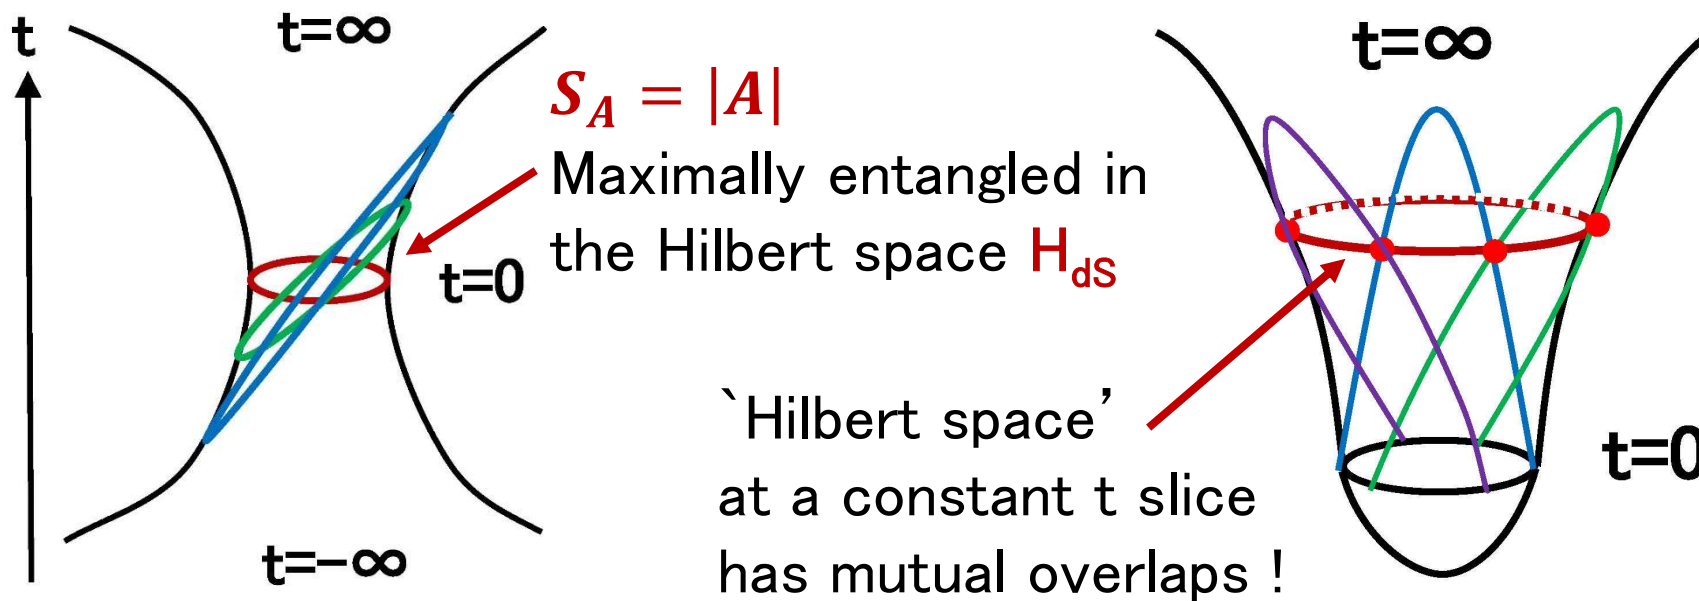 t
t=∞
S_A = |A|
Maximally entangled in
the Hilbert space H_dS
t=0
t=-∞
t=∞
`Hilbert space'
at a constant t slice
has mutual overlaps !
t=0